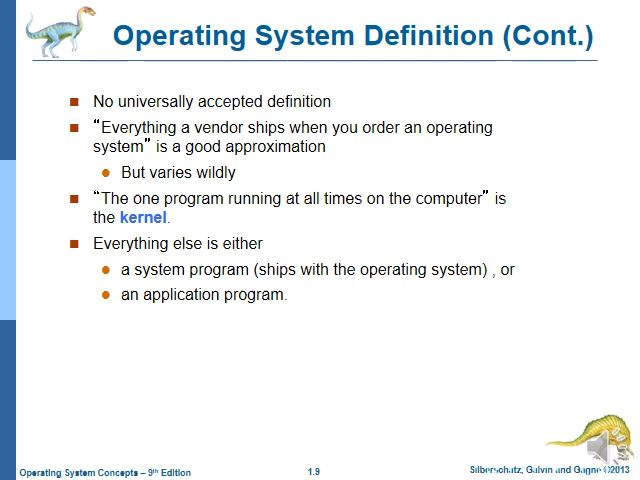 Operating System Definition (Cont.)
No universally accepted definition
“Everything a vendor ships when you order an operating
system” is a good approximation
But varies wildly
“The one program running at all times on the computer” is
the kernel.
Everything else is either
a system program (ships with the operating system) , or
an application program.
Operating System Concepts – 9th Edition
1.9
Silberschatz, Galvin and Gagne ©2013